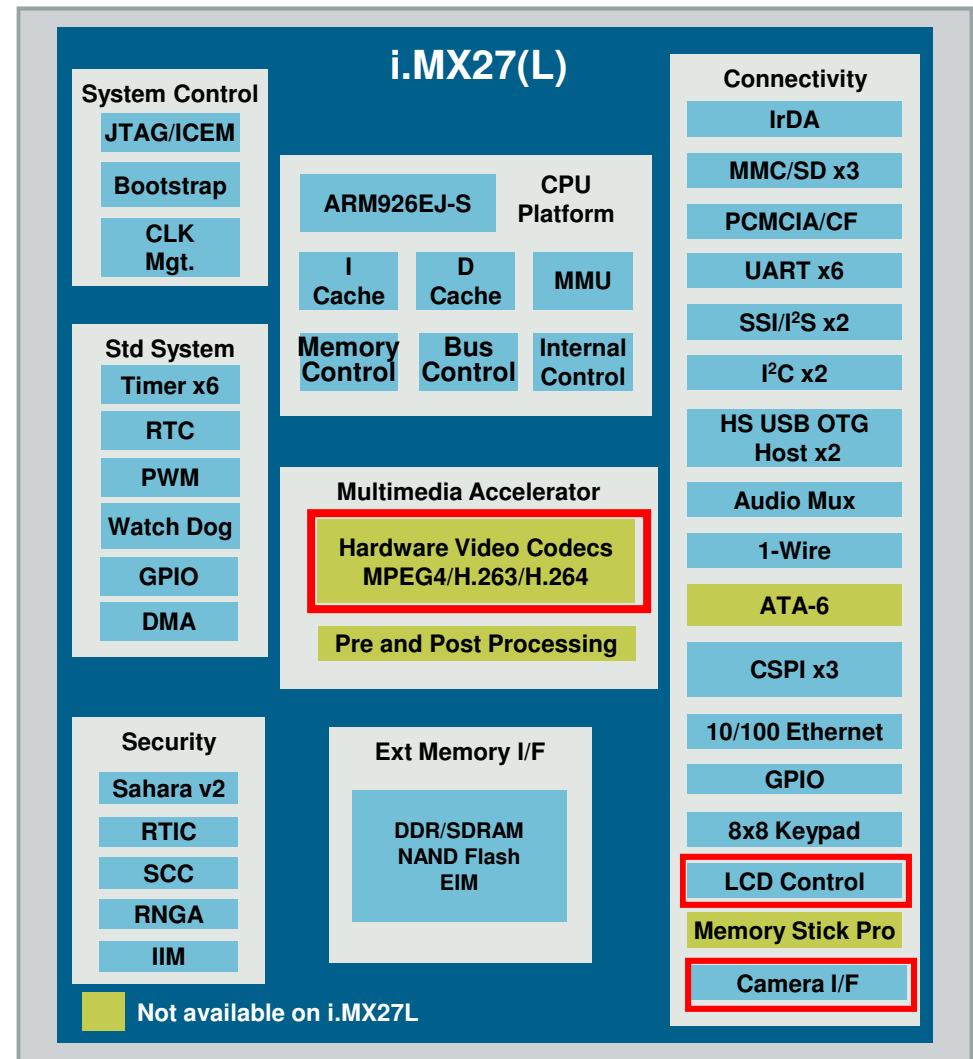 i.MX27(L)
System Control
JTAG/ICEM
Bootstrap
CLK
Mgt.
Std System
Timer x6
RTC
PWM
Watch Dog
GPIO
DMA
Security
Sahara v2
RTIC
SCC
RNGA
IIM
Not available on i.MX27L
ARM926EJ-S
CPU
Platform
I
Cache
D
Cache
MMU
Memory
Control
Bus
Control
Internal
Control
Multimedia Accelerator
Hardware Video Codecs
MPEG4/H.263/H.264
Pre and Post Processing
Ext Memory I/F
DDR/SDRAM
NAND Flash
EIM
Connectivity
IrDA
MMC/SD x3
PCMCIA/CF
UART x6
SSI/I²S x2
I²C x2
HS USB OTG
Host x2
Audio Mux
1-Wire
ATA-6
CSPI x3
10/100 Ethernet
GPIO
8x8 Keypad
LCD Control
Memory Stick Pro
Camera I/F